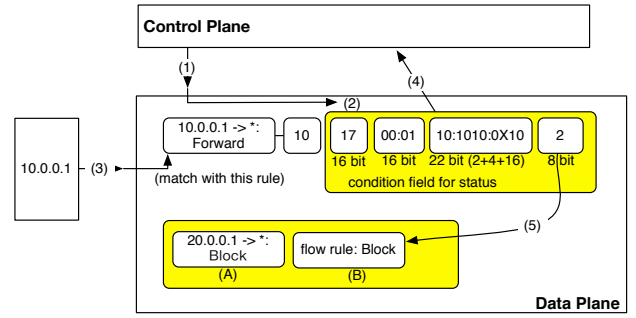 Control Plane
(1)
(4)
(2)
10.0.0.1 -> *:
Forward
10
17
00:01
10:1010:0X10
2
16 bit
16 bit
22 bit (2+4+16)
8 bit
10.0.0.1
(3)
(match with this rule)
condition field for status
(5)
20.0.0.1 -> *:
Block
flow rule: Block
(A)
(B)
Data Plane